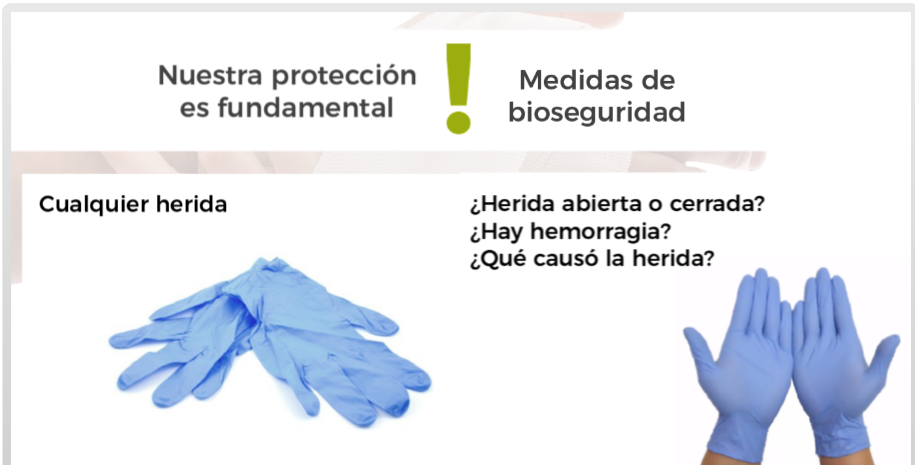 Nuestra protección
es fundamental
!
Medidas de
bioseguridad
Cualquier herida
¿Herida abierta o cerrada?
¿Hay hemorragia?
¿Qué causó la herida?